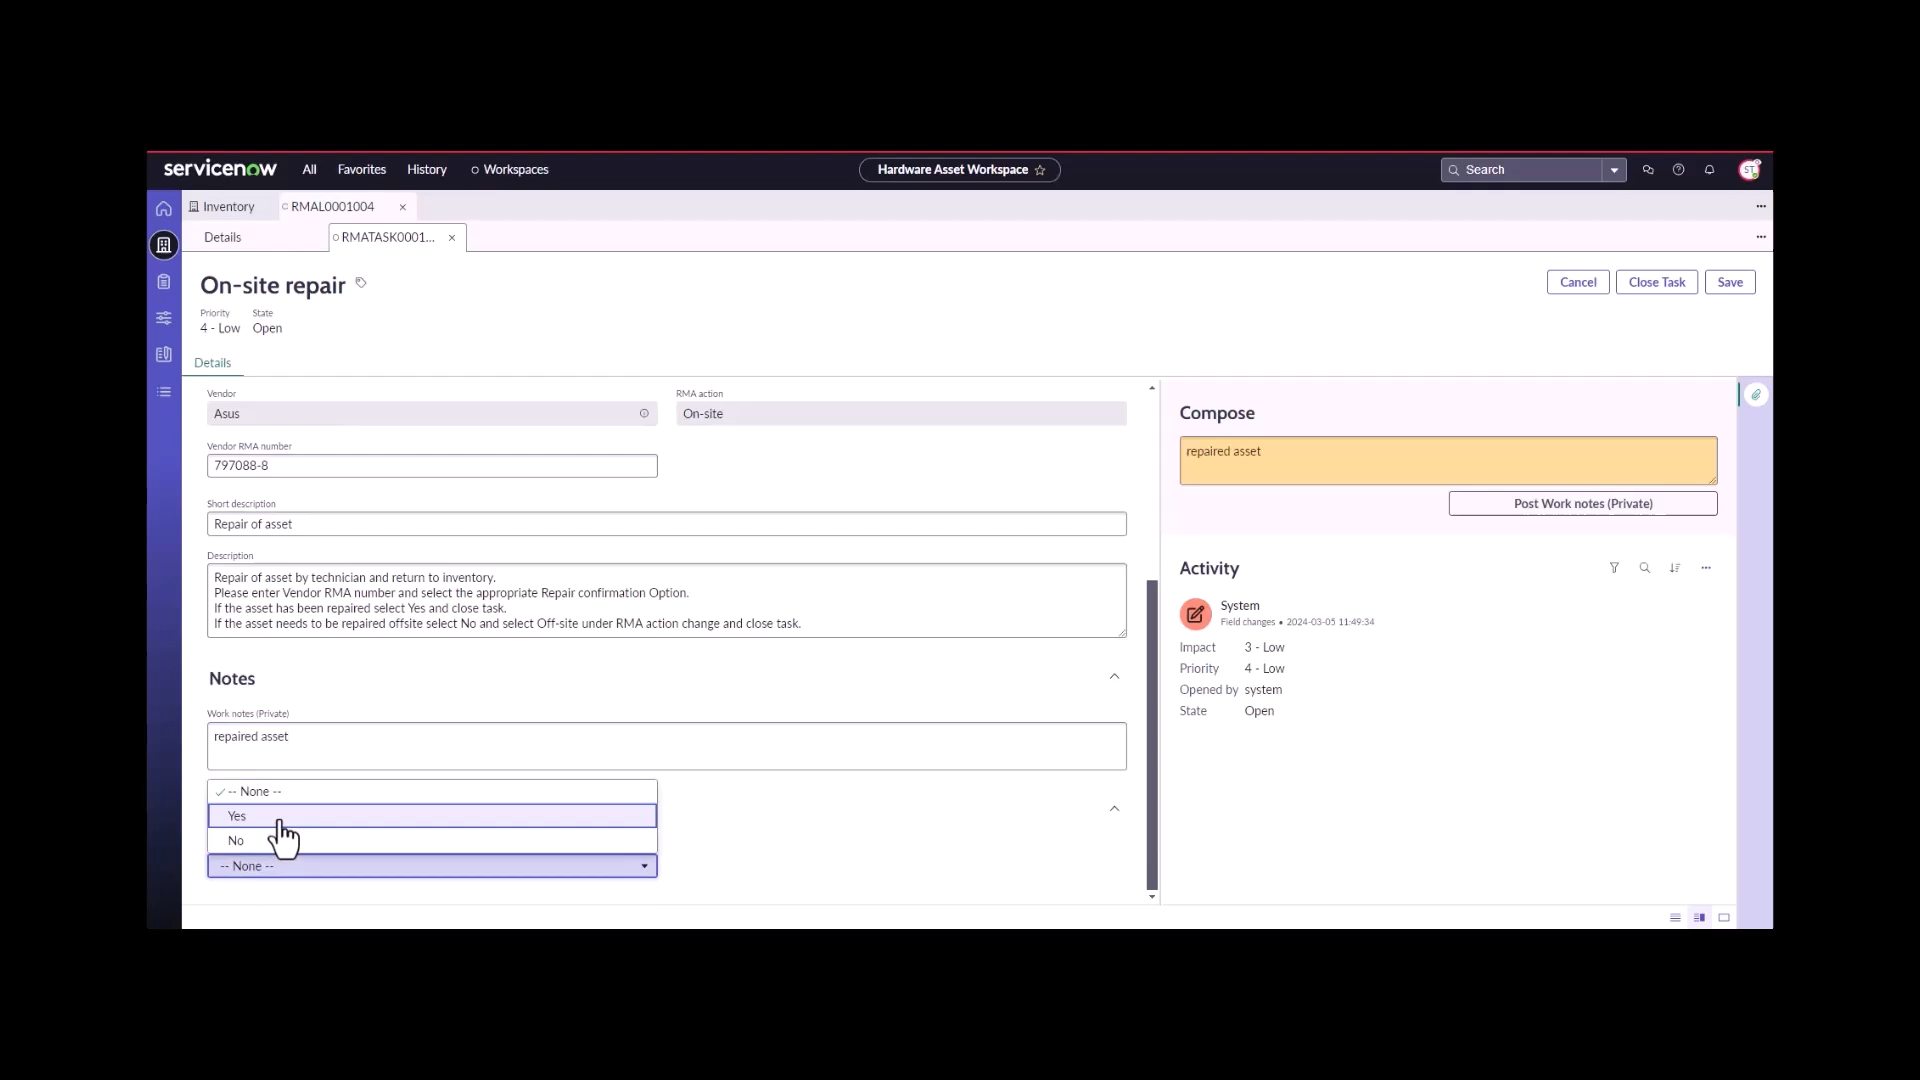 servicenow
All
Favorites
History
Workspaces
Hardware Asset Workspace
Search
ST
Inventory
RMAL0001004
Details
RMATASK0001...
On-site repair
Cancel
Close Task
Save
Priority
State
4 - Low
Open
Details
Vendor
RMA action
Asus
On-site
Vendor RMA number
797088-8
Short description
Repair of asset
Description
Repair of asset by technician and return to inventory.
Please enter Vendor RMA number and select the appropriate Repair confirmation Option.
If the asset has been repaired select Yes and close task.
If the asset needs to be repaired offsite select No and select Off-site under RMA action change and close task.
Notes
Work notes (Private)
repaired asset
-- None --
Yes
No
-- None --
Compose
repaired asset
Post Work notes (Private)
Activity
System
Field changes • 2024-03-05 11:49:34
Impact 3 - Low
Priority 4 - Low
Opened by system
State Open